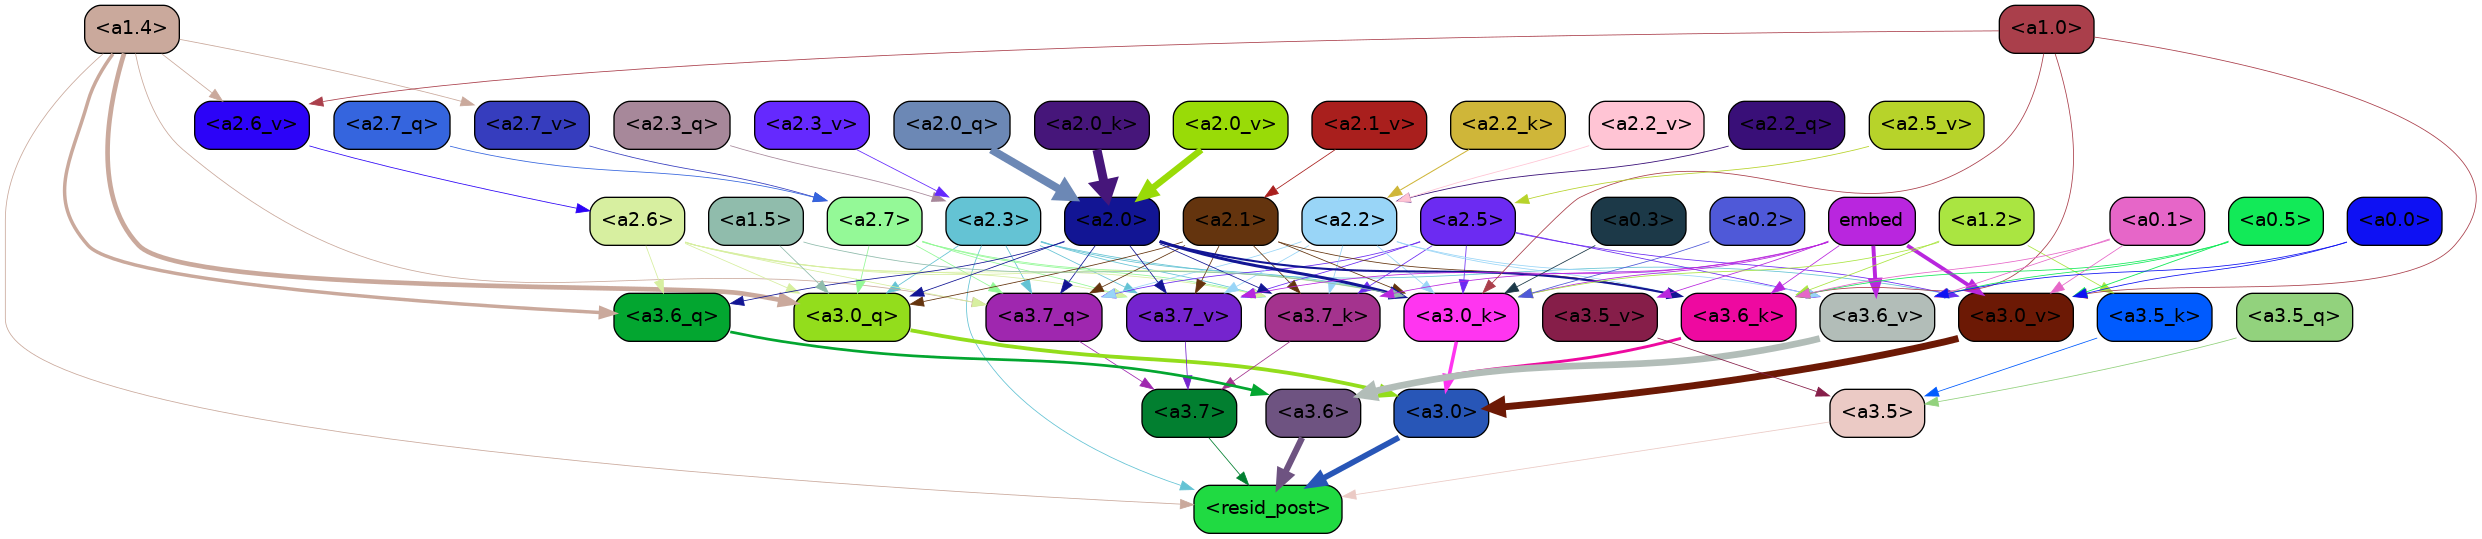 <a1.4> <a1.0>
<a2.6_v> <a2.7_q> <a2.7_v> <a2.3_q> <a2.3_v> <a2.0_q> <a2.0_k> <a2.0_v> <a2.1_v> <a2.2_k> <a2.2_v> <a2.2_q> <a2.5_v>
<a2.6> <a1.5> <a2.7> <a2.3> <a2.0> <a2.1> <a2.2> <a2.5> <a0.3> <a0.2> embed <a1.2> <a0.1> <a0.5> <a0.0>
<a3.6_q> <a3.0_q> <a3.7_q> <a3.7_v> <a3.7_k> <a3.0_k> <a3.5_v> <a3.6_k> <a3.6_v> <a3.0_v> <a3.5_k> <a3.5_q>
<a3.7> <a3.6> <a3.0> <a3.5>
<resid_post>